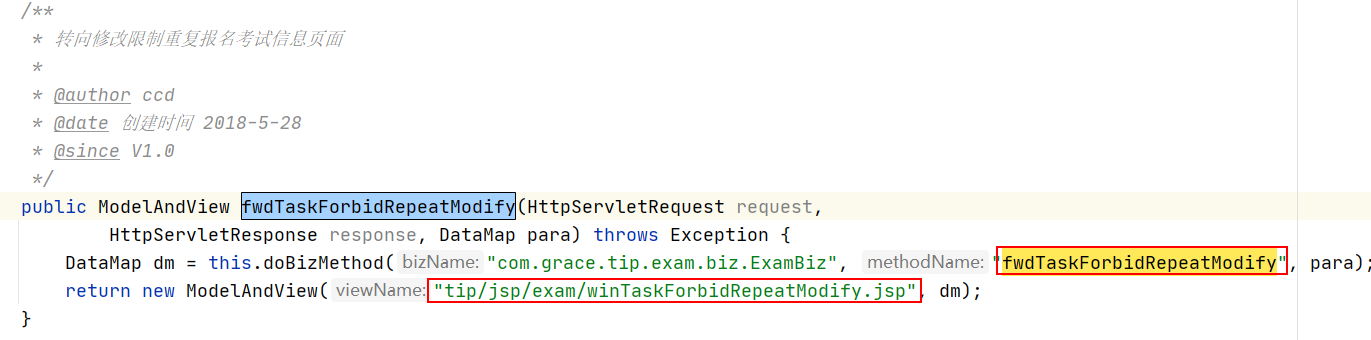 /**
 * 转向修改限制重复报名考试信息页面
 *
 * @author ccd
 * @date 创建时间 2018-5-28
 * @since V1.0
 */
public ModelAndView fwdTaskForbidRepeatModify(HttpServletRequest request,
        HttpServletResponse response, DataMap para) throws Exception {
    DataMap dm = this.doBizMethod( bizName: "com.grace.tip.exam.biz.ExamBiz", methodName: "fwdTaskForbidRepeatModify", para);
    return new ModelAndView( viewName: "tip/jsp/exam/winTaskForbidRepeatModify.jsp", dm);
}